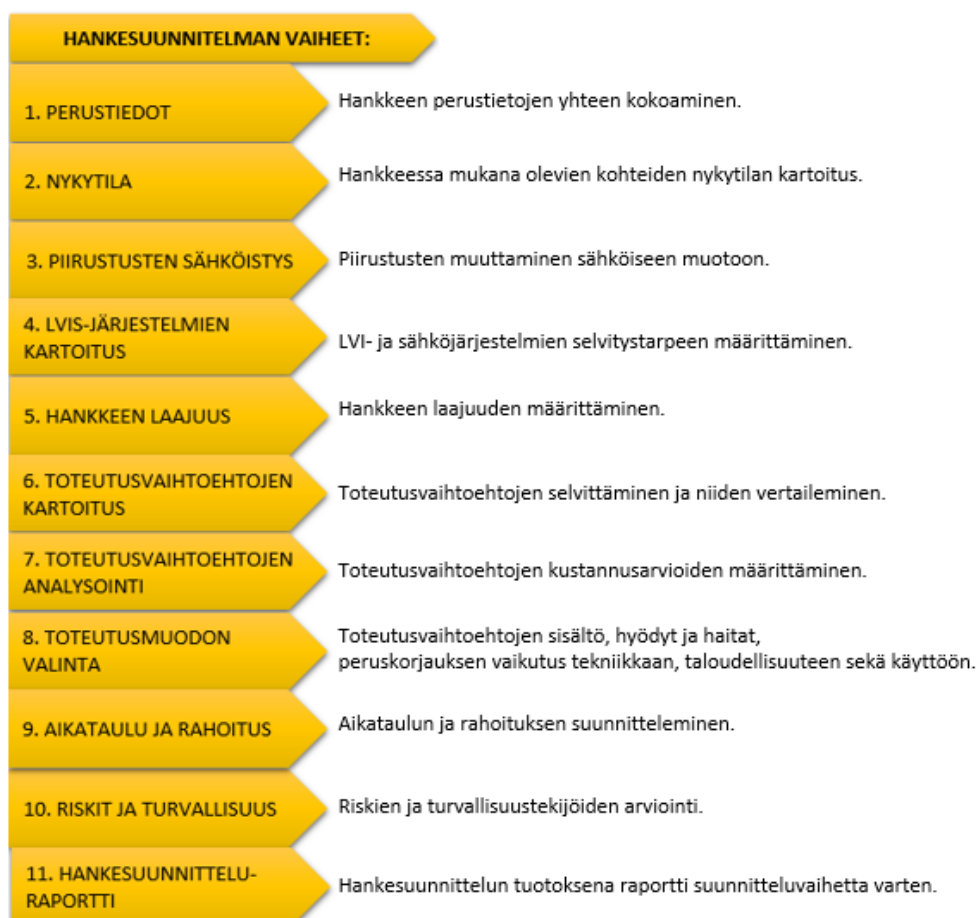 HANKESUUNNITELMAN VAIHEET:
1. PERUSTIEDOT
Hankkeen perustietojen yhteen kokoaminen.
2. NYKYTILA
Hankkeessa mukana olevien kohteiden nykytilan kartoitus.
3. PIIRUSTUSTEN SÄHKÖISTYS
Piirustusten muuttaminen sähköiseen muotoon.
4. LVIS-JÄRJESTELMIEN
KARTOITUS
LVI- ja sähköjärjestelmien selvitystarpeen määrittäminen.
5. HANKKEEN LAAJUUS
Hankkeen laajuuden määrittäminen.
6. TOTEUTUSVAIHTOEHTOJEN
KARTOITUS
Toteutusvaihtoehtojen selvittäminen ja niiden vertaileminen.
7. TOTEUTUSVAIHTOEHTOJEN
ANALYSOINTI
Toteutusvaihtoehtojen kustannusarvioiden määrittäminen.
8. TOTEUTUSMUODON
VALINTA
Toteutusvaihtoehtojen sisältö, hyödyt ja haitat,
peruskorjauksen vaikutus tekniikkaan, taloudellisuuteen sekä käyttöön.
9. AIKATAULU JA RAHOITUS
Aikataulun ja rahoituksen suunnitteleminen.
10. RISKIT JA TURVALLISUUS
Riskien ja turvallisuustekijöiden arviointi.
11. HANKESUUNNITTELU-
RAPORTTI
Hankesuunnittelun tuotoksena raportti suunnitteluvaihetta varten.